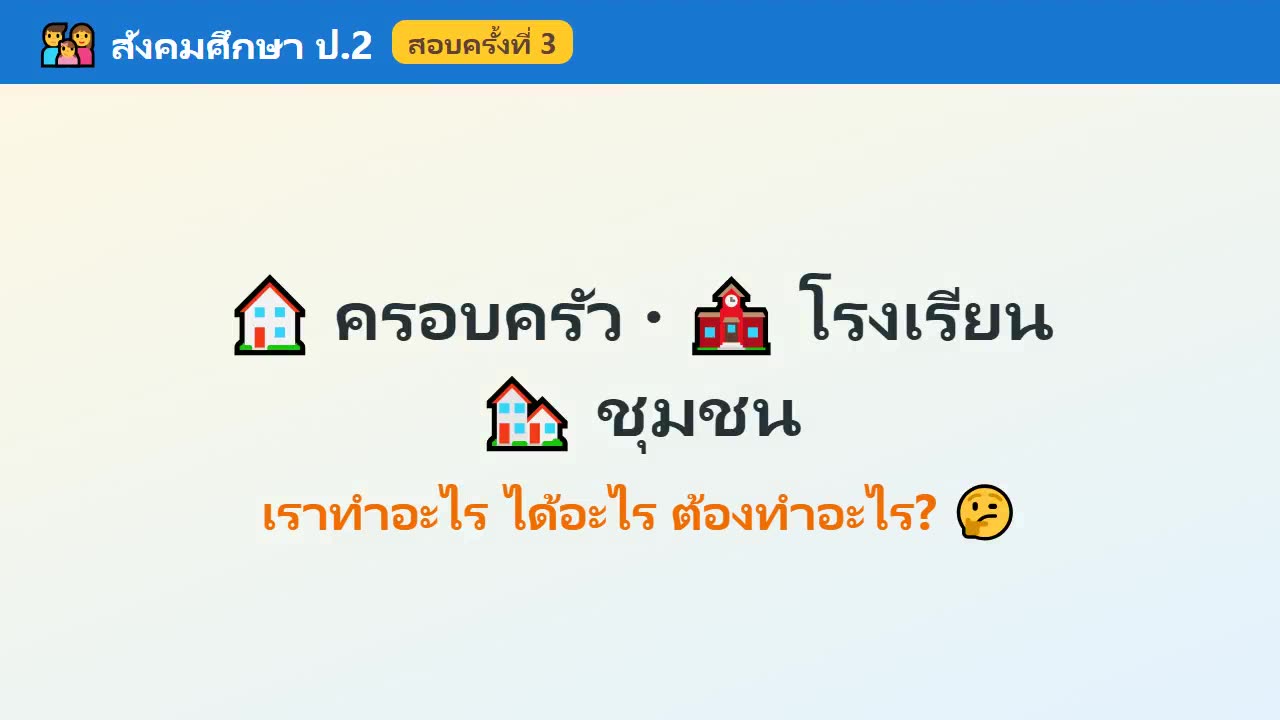 สังคมศึกษา ป.2 สอบครั้งที่ 3
ครอบครัว · โรงเรียน
ชุมชน
เราทำอะไร ได้อะไร ต้องทำอะไร?